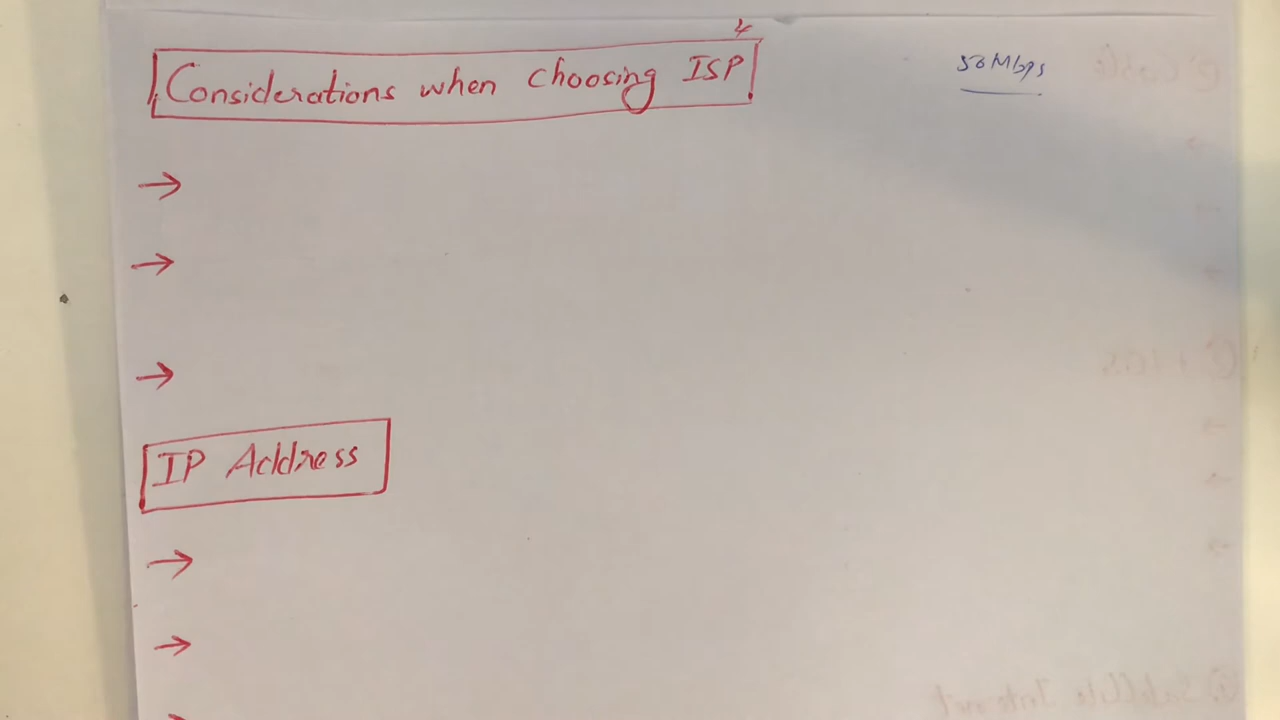 Considerations when choosing ISP
50Mbps
→
→
→
IP Address
→
→